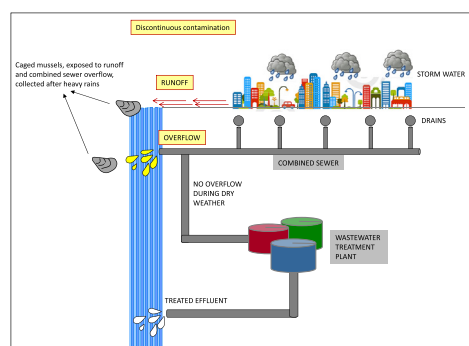 Discontinuous contamination
Caged mussels, exposed to runoff
and combined sewer overflow,
collected after heavy rains
RUNOFF
STORM WATER
DRAINS
OVERFLOW
COMBINED SEWER
NO OVERFLOW
DURING DRY
WEATHER
WASTEWATER
TREATMENT
PLANT
TREATED EFFLUENT